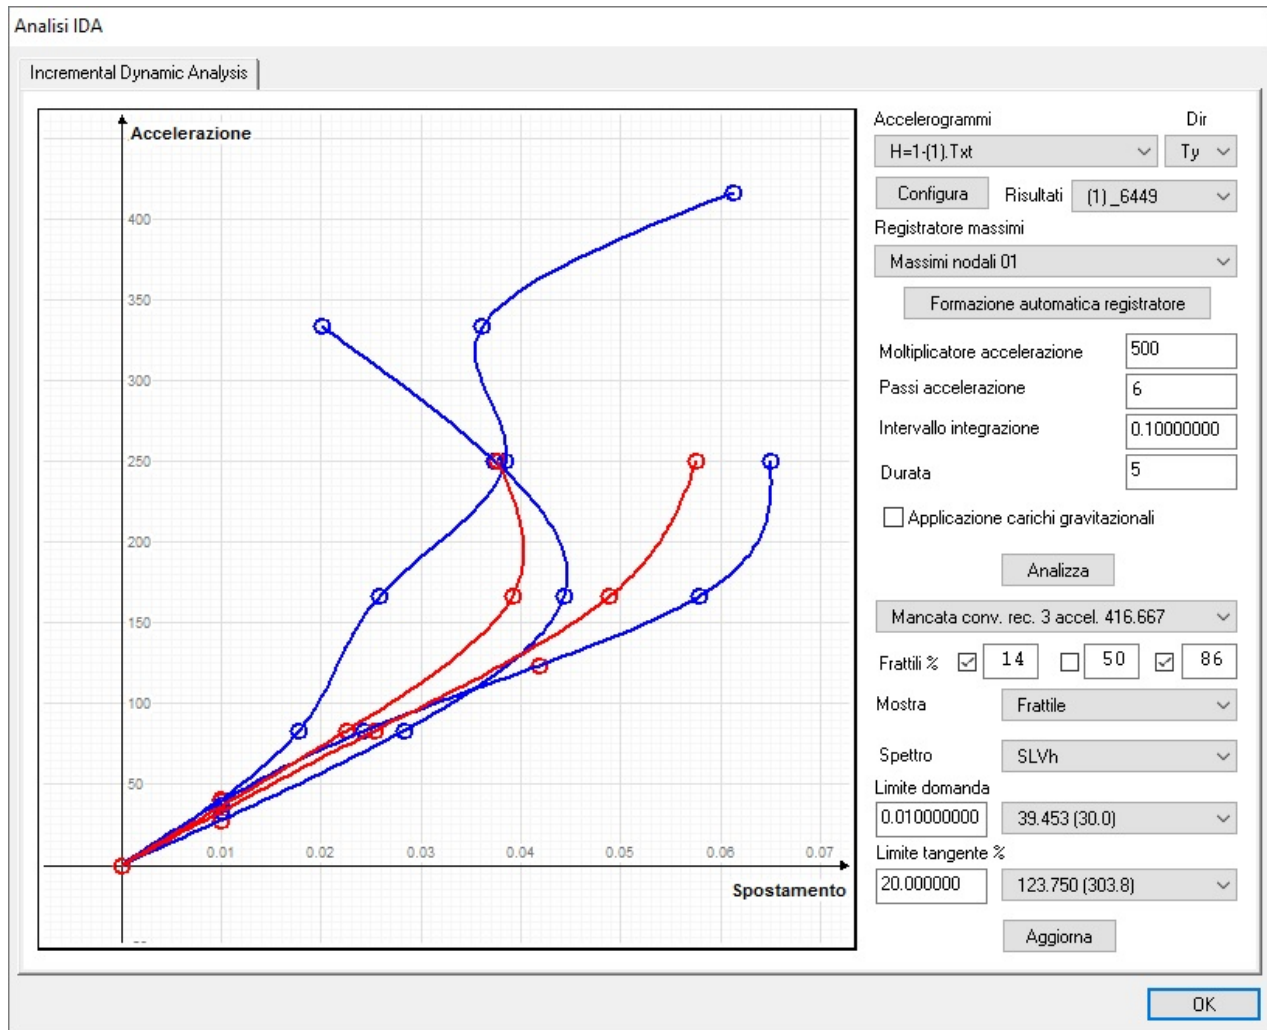 Analisi IDA
Incremental Dynamic Analysis
Accelerazione
400
350
300
250
200
150
100
50
0.01 0.02 0.03 0.04 0.05 0.06 0.07
Spostamento
Accelerogrammi Dir
H=1-(1).Txt Ty
Configura Risultati (1)_6449
Registratore massimi
Massimi nodali 01
Formazione automatica registratore
Moltiplicatore accelerazione 500
Passi accelerazione 6
Intervallo integrazione 0.10000000
Durata 5
Applicazione carichi gravitazionali
Analizza
Mancata conv. rec. 3 accel. 416.667
Frattili % 14 50 86
Mostra Frattile
Spettro SLVh
Limite domanda
0.010000000 39.453 (30.0)
Limite tangente %
20.000000 123.750 (303.8)
Aggiorna
OK